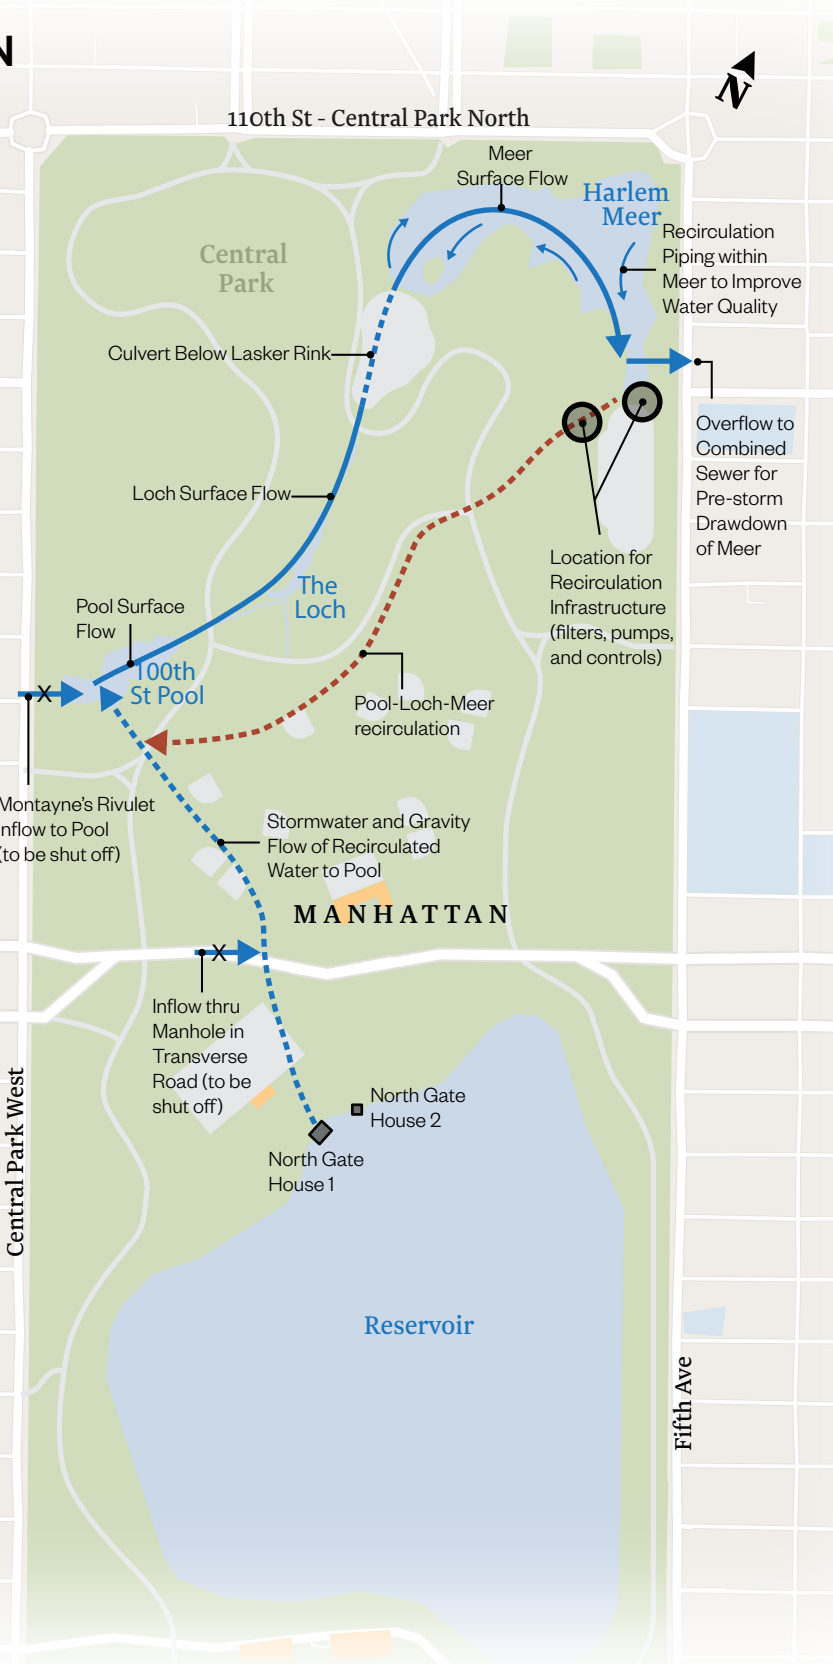 N
N
110th St - Central Park North
Meer
Surface Flow
Harlem
Meer
Recirculation
Piping within
Meer to Improve
Water Quality
Central
Park
Culvert Below Lasker Rink
Overflow to
Combined
Sewer for
Pre-storm
Drawdown
of Meer
Loch Surface Flow
Location for
Recirculation
Infrastructure
(filters, pumps,
and controls)
The
Loch
Pool Surface
Flow
100th
St Pool
X
Pool-Loch-Meer
recirculation
Montayne's Rivulet
nflow to Pool
(to be shut off)
Stormwater and Gravity
Flow of Recirculated
Water to Pool
MANHATTAN
X
Inflow thru
Manhole in
Transverse
Road (to be
shut off)
North Gate
House 2
North Gate
House 1
Central Park West
Reservoir
Fifth Ave